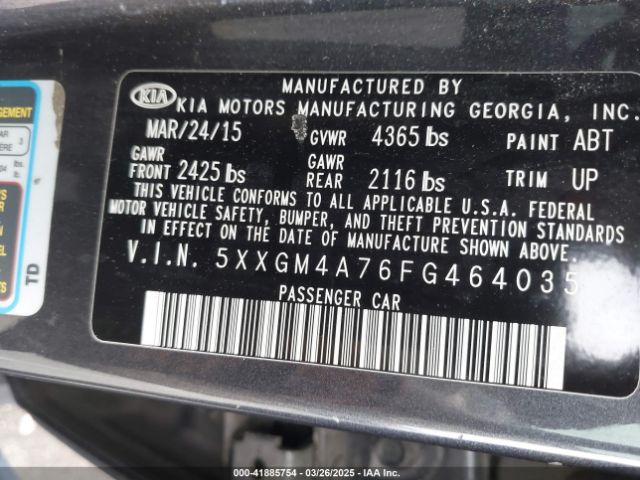 MANUFACTURED BY
KIA KIA MOTORS MANUFACTURING GEORGIA, INC.
MAR/24/15 GVWR 4365 lbs PAINT ABT
GAWR FRONT 2425 lbs GAWR REAR 2116 lbs TRIM UP
THIS VEHICLE CONFORMS TO ALL APPLICABLE U.S.A. FEDERAL
MOTOR VEHICLE SAFETY, BUMPER, AND THEFT PREVENTION STANDARDS
IN EFFECT ON THE DATE OF MANUFACTURE SHOWN ABOVE.
V.I.N. 5XXGM4A76FG464035
PASSENGER CAR
3
lbs.
TD
000-41885754 | 03/26/2025 | IAA Inc.